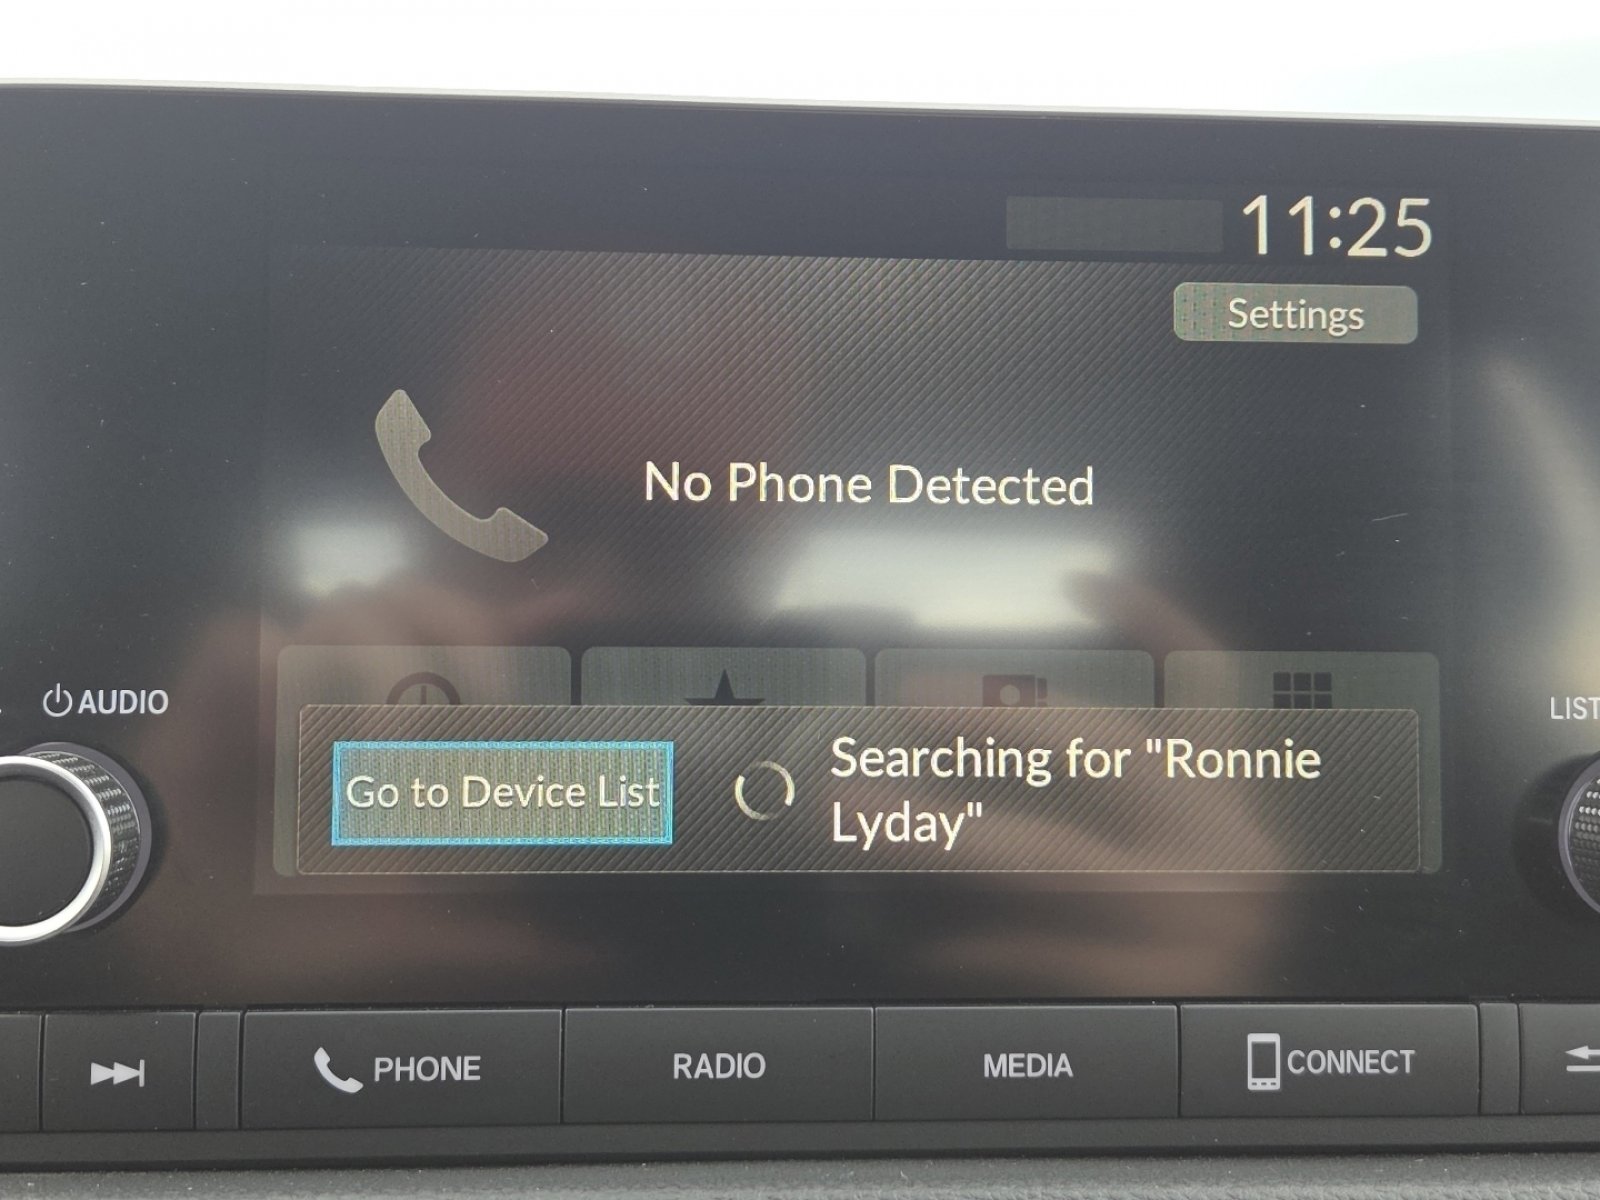 11:25
Settings
No Phone Detected
Go to Device List
Searching for "Ronnie
Lyday"
AUDIO
LIST
PHONE
RADIO
MEDIA
CONNECT